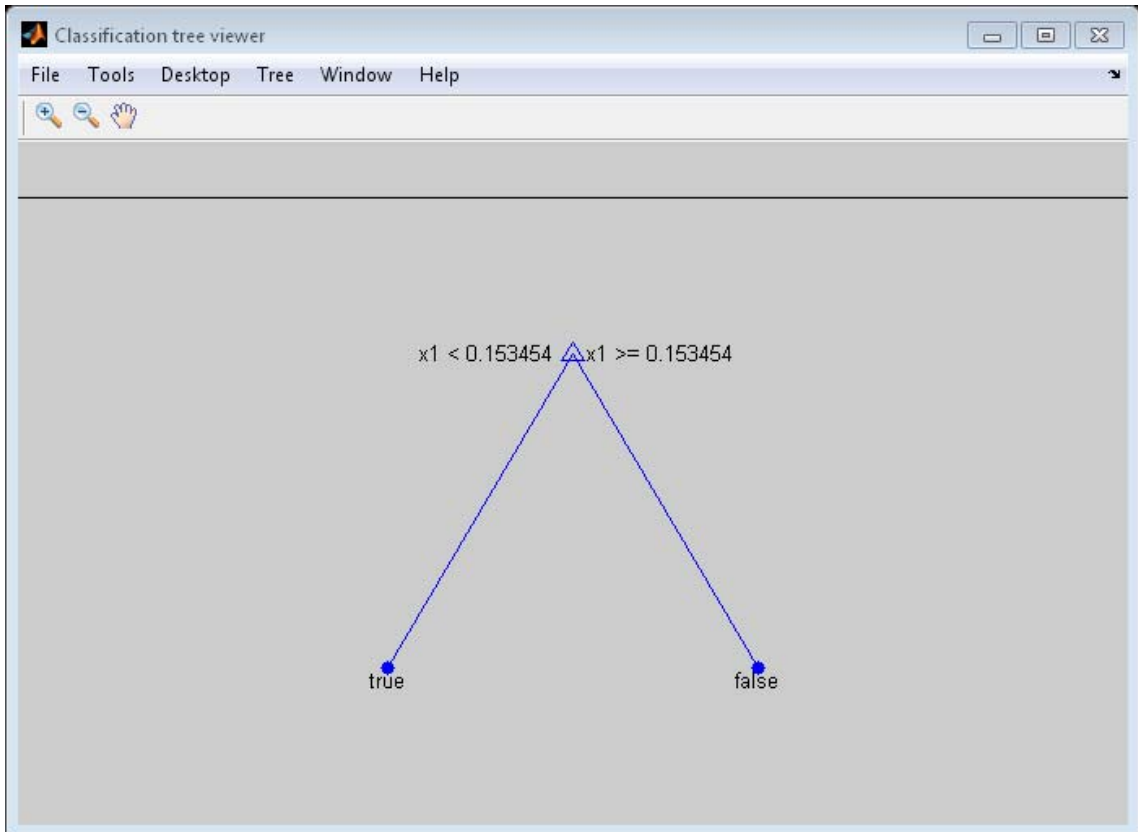 Classification tree viewer
File Tools Desktop Tree Window Help
x1 < 0.153454 x1 >= 0.153454
true false